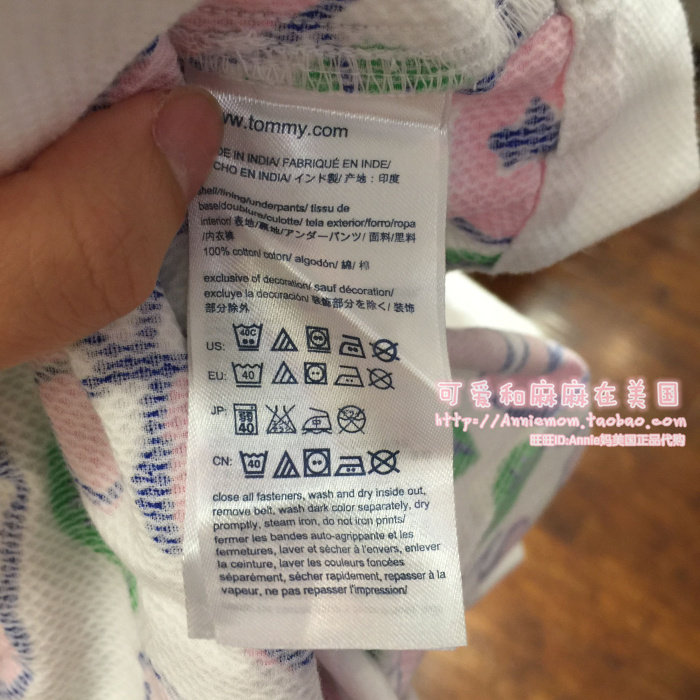 ww.tommy.com
DE IN INDIA/ FABRIQUÉ EN INDE/
CHO EN INDIA/ インド製/ 产地：印度
shell/lining/underpants/ tissu de
base/doublure/culotte/ tela exterior/forro/ropa
interior/ 表地/裏地/アンダーパンツ/ 面料/里料
/内衣裤
100% cotton/ coton/ algodón/ 綿/ 棉
exclusive of decoration/ sauf décoration/
excluye la decoración/ 装飾部分を除く/ 装饰
部分除外
US: 40C
EU: 40
JP: 弱 40 中
CN: 40
close all fasteners, wash and dry inside out,
remove belt, wash dark color separately, dry
promptly, steam iron, do not iron prints/
fermer les bandes auto-agrippante et les
fermetures, laver et sécher à l'envers, enlever
la ceinture, laver les couleurs foncées
séparément, sécher rapidement, repasser à la
vapeur, ne pas repasser l'impression/
可爱和麻麻在美国
https://Anniemom.taobao.com
旺旺ID:Annie妈美国正品代购